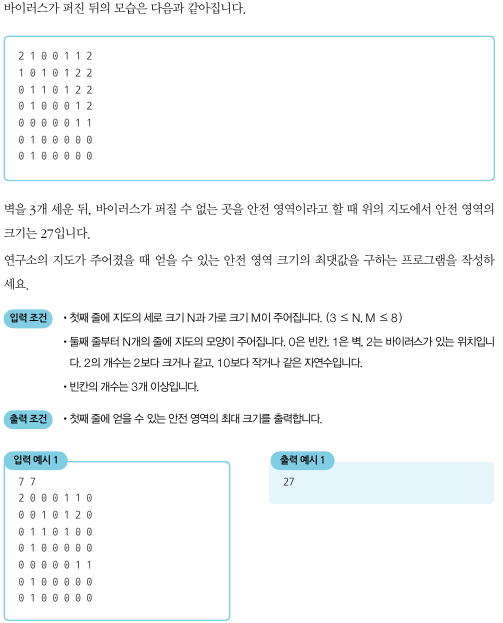 바이러스가 퍼진 뒤의 모습은 다음과 같아집니다.
2 1 0 0 1 1 2
1 0 1 0 1 2 2
0 1 1 0 1 2 2
0 1 0 0 0 1 2
0 0 0 0 0 1 1
0 1 0 0 0 0 0
0 1 0 0 0 0 0
벽을 3개 세운 뒤, 바이러스가 퍼질 수 없는 곳을 안전 영역이라고 할 때 위의 지도에서 안전 영역의
크기는 27입니다.
연구소의 지도가 주어졌을 때 얻을 수 있는 안전 영역 크기의 최댓값을 구하는 프로그램을 작성하
세요.
입력 조건 • 첫째 줄에 지도의 세로 크기 N과 가로 크기 M이 주어집니다. (3 ≤ N, M ≤ 8)
• 둘째 줄부터 N개의 줄에 지도의 모양이 주어집니다. 0은 빈칸, 1은 벽, 2는 바이러스가 있는 위치입니
다. 2의 개수는 2보다 크거나 같고, 10보다 작거나 같은 자연수입니다.
• 빈칸의 개수는 3개 이상입니다.
출력 조건 • 첫째 줄에 얻을 수 있는 안전 영역의 최대 크기를 출력합니다.
입력 예시 1
7 7
2 0 0 0 1 1 0
0 0 1 0 1 2 0
0 1 1 0 1 0 0
0 1 0 0 0 0 0
0 0 0 0 0 1 1
0 1 0 0 0 0 0
0 1 0 0 0 0 0
출력 예시 1
27